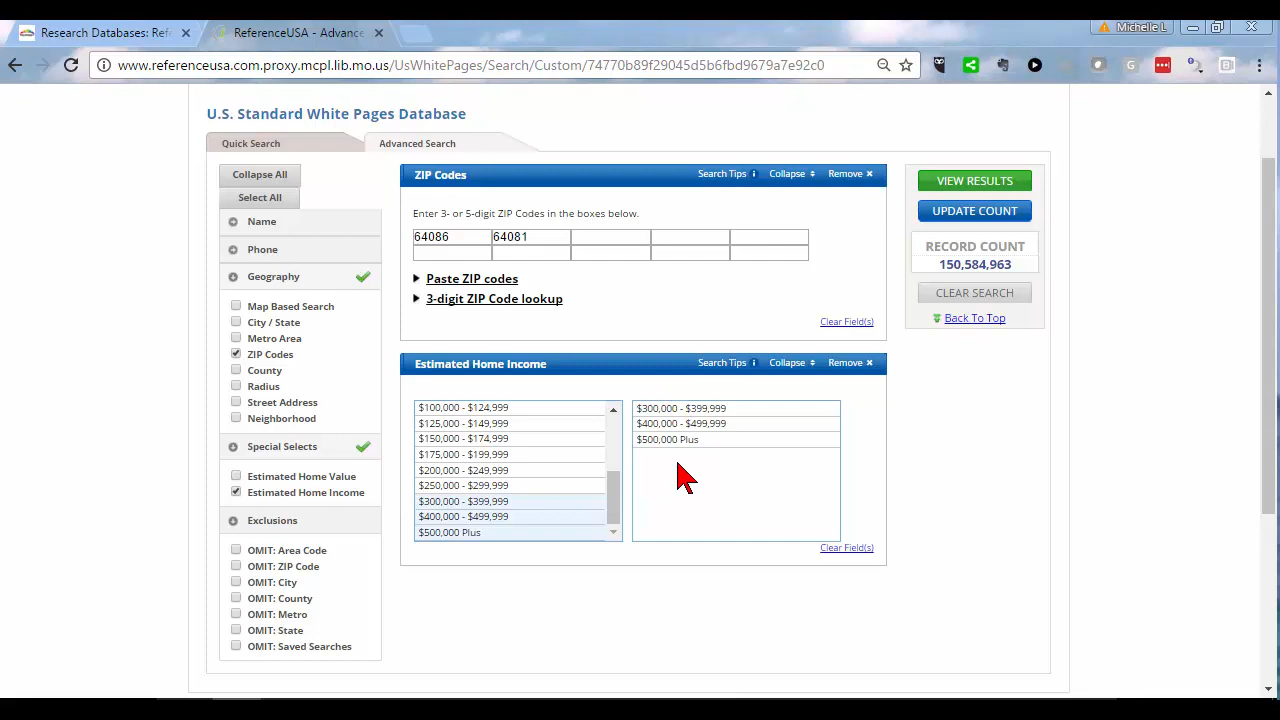 Research Databases: Ref
ReferenceUSA - Advance
Michelle L
www.referenceusa.com.proxy.mcpl.lib.mo.us/UsWhitePages/Search/Custom/74770b89f29045d5b6fbd9679a7e92c0
U.S. Standard White Pages Database
Quick Search
Advanced Search
Collapse All
Select All
Name
Phone
Geography
Map Based Search
City / State
Metro Area
ZIP Codes
County
Radius
Street Address
Neighborhood
Special Selects
Estimated Home Value
Estimated Home Income
Exclusions
OMIT: Area Code
OMIT: ZIP Code
OMIT: City
OMIT: County
OMIT: Metro
OMIT: State
OMIT: Saved Searches
ZIP Codes Search Tips Collapse Remove
Enter 3- or 5-digit ZIP Codes in the boxes below.
64086 64081
Paste ZIP codes
3-digit ZIP Code lookup
Clear Field(s)
Estimated Home Income Search Tips Collapse Remove
$100,000 - $124,999
$125,000 - $149,999
$150,000 - $174,999
$175,000 - $199,999
$200,000 - $249,999
$250,000 - $299,999
$300,000 - $399,999
$400,000 - $499,999
$500,000 Plus
$300,000 - $399,999
$400,000 - $499,999
$500,000 Plus
Clear Field(s)
VIEW RESULTS
UPDATE COUNT
RECORD COUNT
150,584,963
CLEAR SEARCH
Back To Top